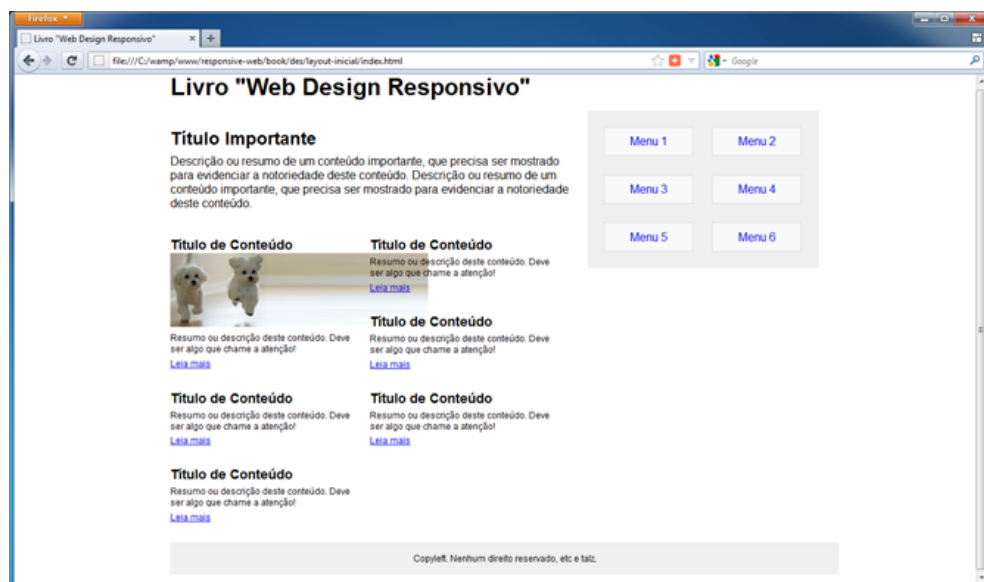 Firefox
Livro "Web Design Responsivo"
file:///C:/wamp/www/responsive-web/book/des/layout-inicial/index.html
Google
Livro "Web Design Responsivo"
Título Importante
Descrição ou resumo de um conteúdo importante, que precisa ser mostrado
para evidenciar a notoriedade deste conteúdo. Descrição ou resumo de um
conteúdo importante, que precisa ser mostrado para evidenciar a notoriedade
deste conteúdo.
Menu 1
Menu 2
Menu 3
Menu 4
Menu 5
Menu 6
Título de Conteúdo
Resumo ou descrição deste conteúdo. Deve
ser algo que chame a atenção!
Leia mais
Título de Conteúdo
Resumo ou descrição deste conteúdo. Deve
ser algo que chame a atenção!
Leia mais
Título de Conteúdo
Resumo ou descrição deste conteúdo. Deve
ser algo que chame a atenção!
Leia mais
Título de Conteúdo
Resumo ou descrição deste conteúdo. Deve
ser algo que chame a atenção!
Leia mais
Título de Conteúdo
Resumo ou descrição deste conteúdo. Deve
ser algo que chame a atenção!
Leia mais
Título de Conteúdo
Resumo ou descrição deste conteúdo. Deve
ser algo que chame a atenção!
Leia mais
Copyleft. Nenhum direito reservado, etc e talz.